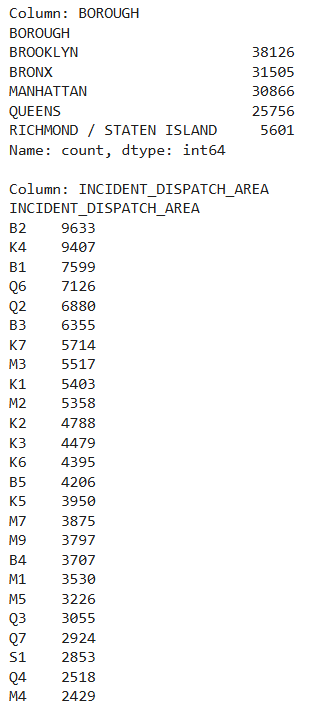 Column: BOROUGH
BOROUGH
BROOKLYN 38126
BRONX 31505
MANHATTAN 30866
QUEENS 25756
RICHMOND / STATEN ISLAND 5601
Name: count, dtype: int64

Column: INCIDENT_DISPATCH_AREA
INCIDENT_DISPATCH_AREA
B2 9633
K4 9407
B1 7599
Q6 7126
Q2 6880
B3 6355
K7 5714
M3 5517
K1 5403
M2 5358
K2 4788
K3 4479
K6 4395
B5 4206
K5 3950
M7 3875
M9 3797
B4 3707
M1 3530
M5 3226
Q3 3055
Q7 2924
S1 2853
Q4 2518
M4 2429